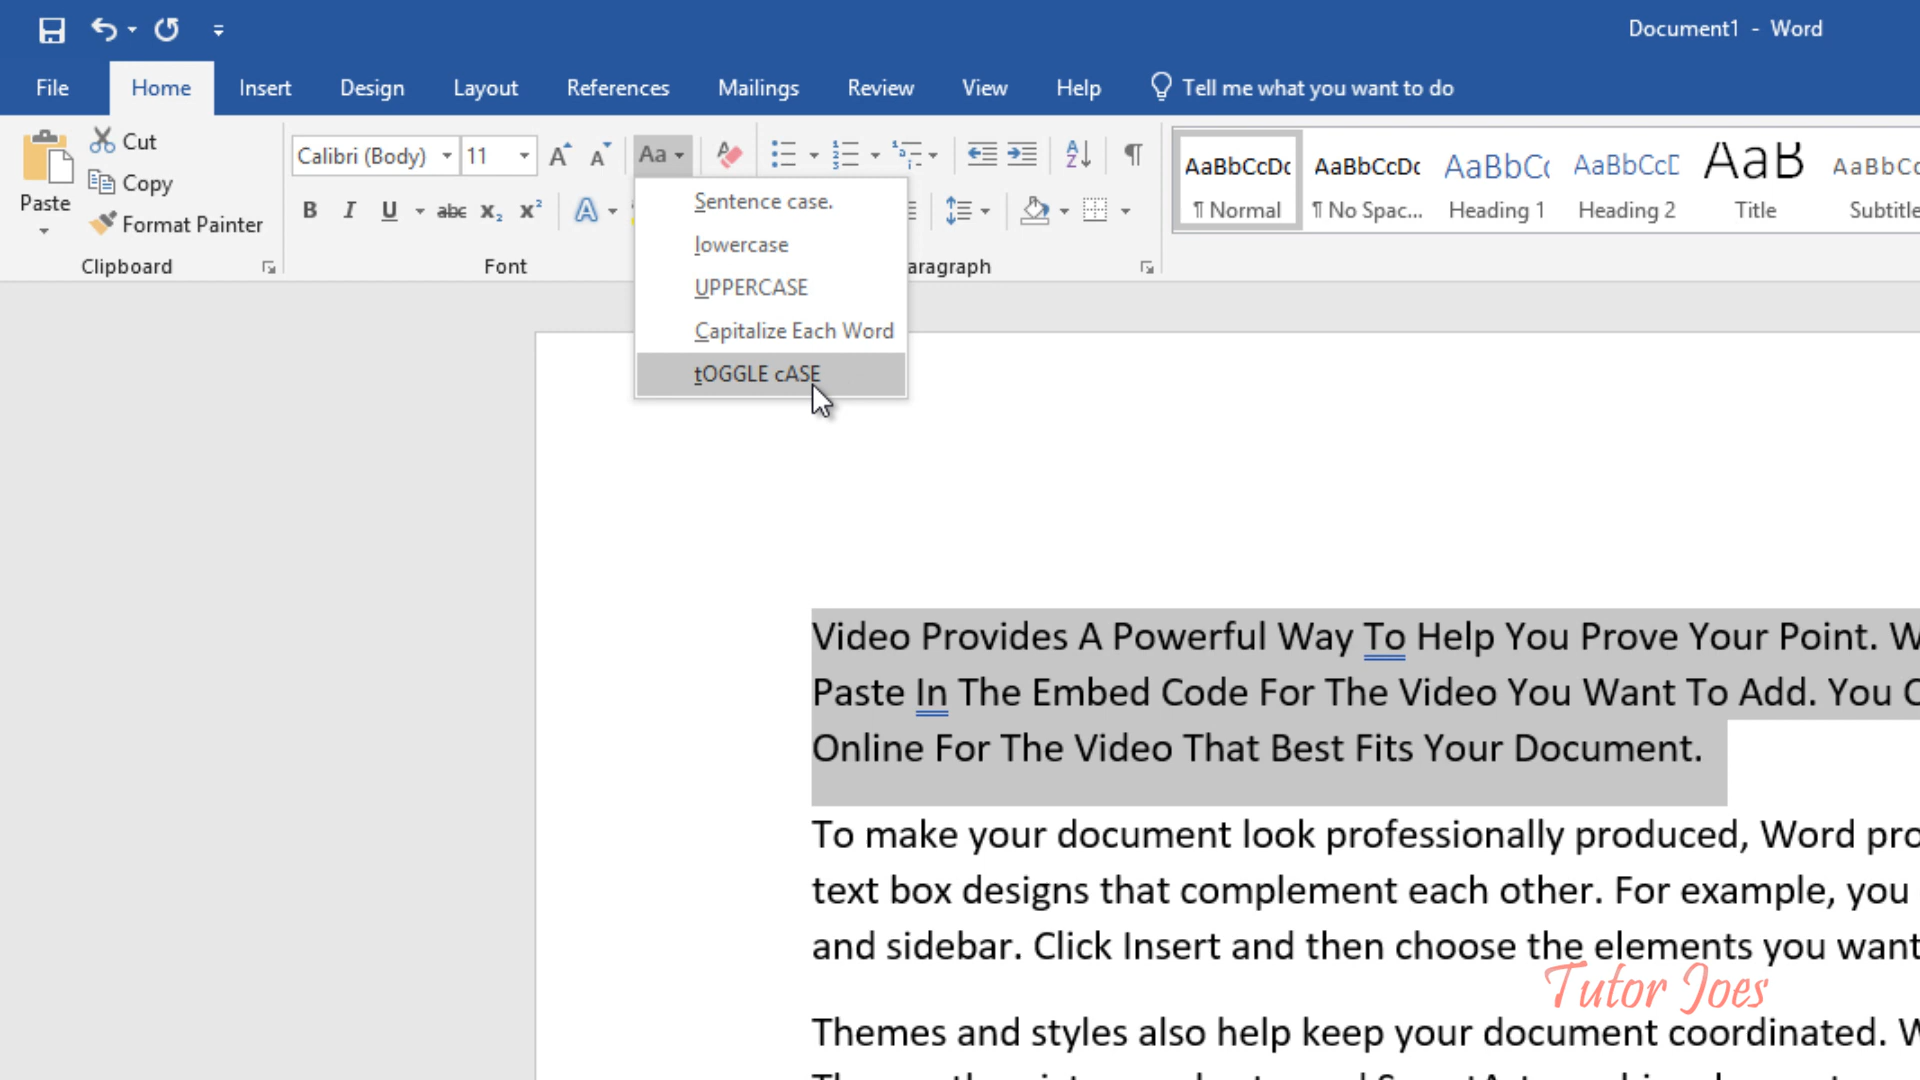 Document1 - Word
File Home Insert Design Layout References Mailings Review View Help Tell me what you want to do
Cut
Copy
Format Painter
Paste
Clipboard
Calibri (Body) 11 Aa
B I U abc x₂ x²
Font
Sentence case.
lowercase
UPPERCASE
Capitalize Each Word
tOGGLE cASE
aragraph
AaBbCcDc AaBbCcDc AaBbC AaBbCcD AaB AaBbCcD
¶ Normal ¶ No Spac... Heading 1 Heading 2 Title Subtitle
Video Provides A Powerful Way To Help You Prove Your Point. W
Paste In The Embed Code For The Video You Want To Add. You C
Online For The Video That Best Fits Your Document.
To make your document look professionally produced, Word pro
text box designs that complement each other. For example, you
and sidebar. Click Insert and then choose the elements you want
Tutor Joes
Themes and styles also help keep your document coordinated. W